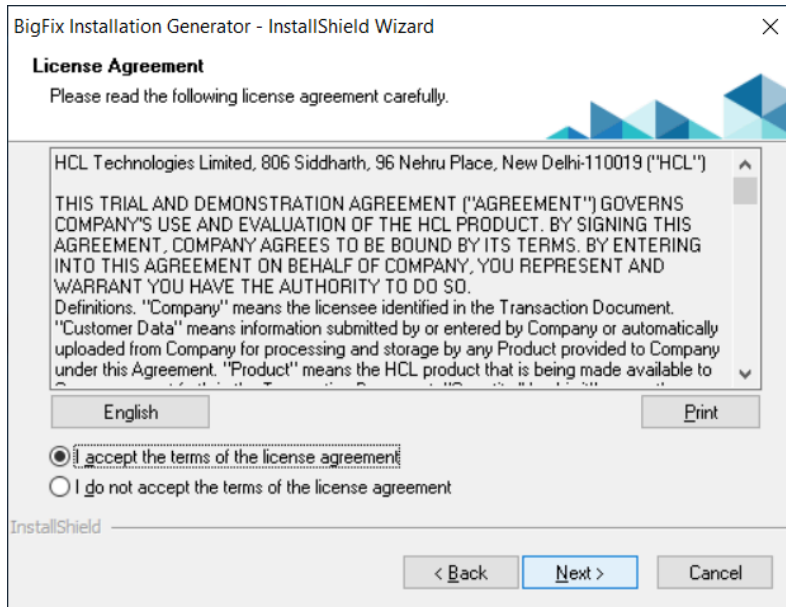 BigFix Installation Generator - InstallShield Wizard
License Agreement
Please read the following license agreement carefully.
HCL Technologies Limited, 806 Siddharth, 96 Nehru Place, New Delhi-110019 ("HCL")
THIS TRIAL AND DEMONSTRATION AGREEMENT ("AGREEMENT") GOVERNS
COMPANY'S USE AND EVALUATION OF THE HCL PRODUCT. BY SIGNING THIS
AGREEMENT, COMPANY AGREES TO BE BOUND BY ITS TERMS. BY ENTERING
INTO THIS AGREEMENT ON BEHALF OF COMPANY, YOU REPRESENT AND
WARRANT YOU HAVE THE AUTHORITY TO DO SO.
Definitions. "Company" means the licensee identified in the Transaction Document.
"Customer Data" means information submitted by or entered by Company or automatically
uploaded from Company for processing and storage by any Product provided to Company
under this Agreement. "Product" means the HCL product that is being made available to
English
Print
I accept the terms of the license agreement
I do not accept the terms of the license agreement
InstallShield
< Back
Next >
Cancel